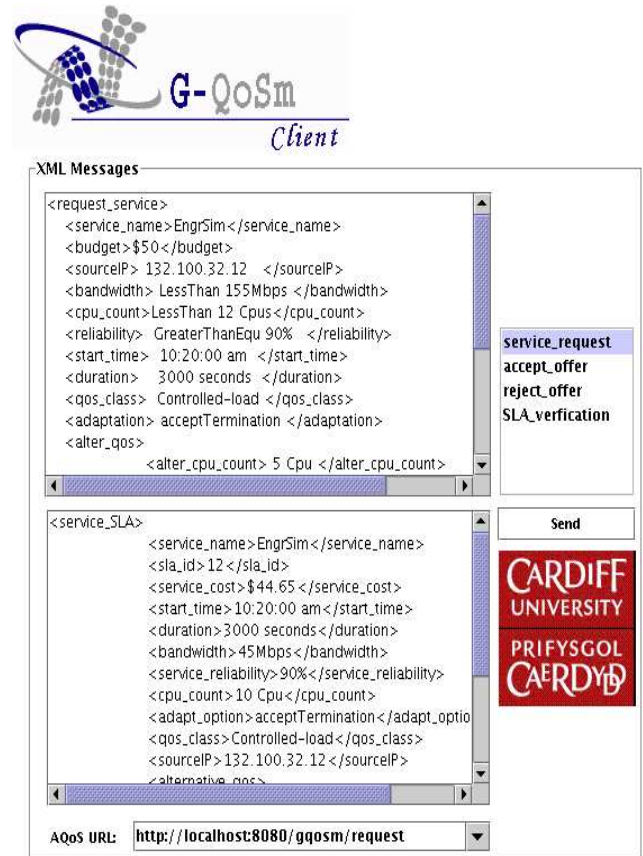 G-QoSm
Client
XML Messages
<request_service>
<service_name>EngrSim</service_name>
<budget>$50</budget>
<sourceIP> 132.100.32.12 </sourceIP>
<bandwidth> LessThan 155Mbps </bandwidth>
<cpu_count>LessThan 12 Cpus</cpu_count>
<reliability> GreaterThanEqu 90% </reliability>
<start_time> 10:20:00 am </start_time>
<duration> 3000 seconds </duration>
<qos_class> Controlled-load </qos_class>
<adaptation> acceptTermination </adaptation>
<alter_qos>
<alter_cpu_count> 5 Cpu </alter_cpu_count>
service_request
accept_offer
reject_offer
SLA_verfication
<service_SLA>
<service_name>EngrSim</service_name>
<sla_id>12</sla_id>
<service_cost>$44.65</service_cost>
<start_time>10:20:00 am</start_time>
<duration>3000 seconds</duration>
<bandwidth>45Mbps</bandwidth>
<service_reliability>90%</service_reliability>
<cpu_count>10 Cpu</cpu_count>
<adapt_option>acceptTermination</adapt_optio
<qos_class>Controlled-load</qos_class>
<sourceIP>132.100.32.12</sourceIP>
<alternative_qos>
Send
CARDIFF
UNIVERSITY
PRIFYSGOL
CAERDYDD
AQoS URL: http://localhost:8080/gqosm/request